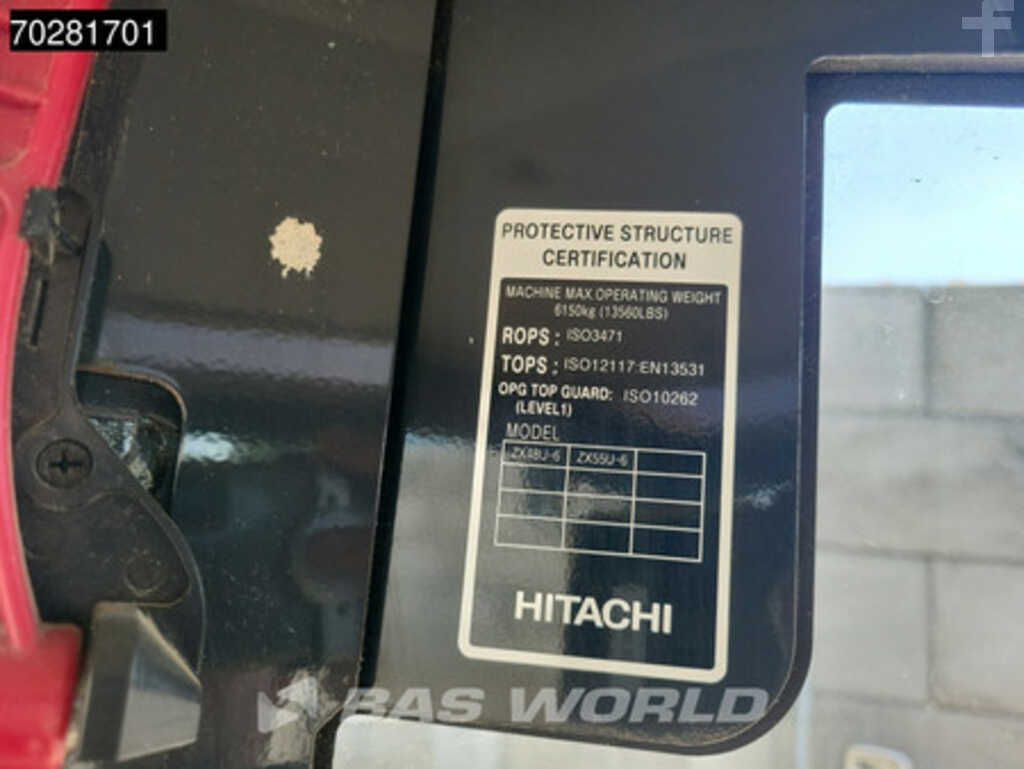 70281701
f
PROTECTIVE STRUCTURE
CERTIFICATION
MACHINE MAX.OPERATING WEIGHT
6150kg (13560LBS)
ROPS : ISO3471
TOPS : ISO12117:EN13531
OPG TOP GUARD: ISO10262
(LEVEL1)
MODEL
ZX48U-6 ZX55U-6
HITACHI
BAS WORLD